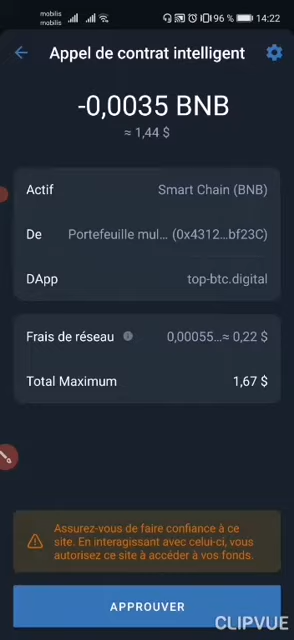 mobilis
mobilis
96 % 14:22
Appel de contrat intelligent
-0,0035 BNB
≈ 1,44 $
Actif Smart Chain (BNB)
De Portefeuille mul... (0x4312...bf23C)
DApp top-btc.digital
Frais de réseau 0,00055...≈ 0,22 $
Total Maximum 1,67 $
Assurez-vous de faire confiance à ce
site. En interagissant avec celui-ci, vous
autorisez ce site à accéder à vos fonds.
APPROUVER
CLIPVUE